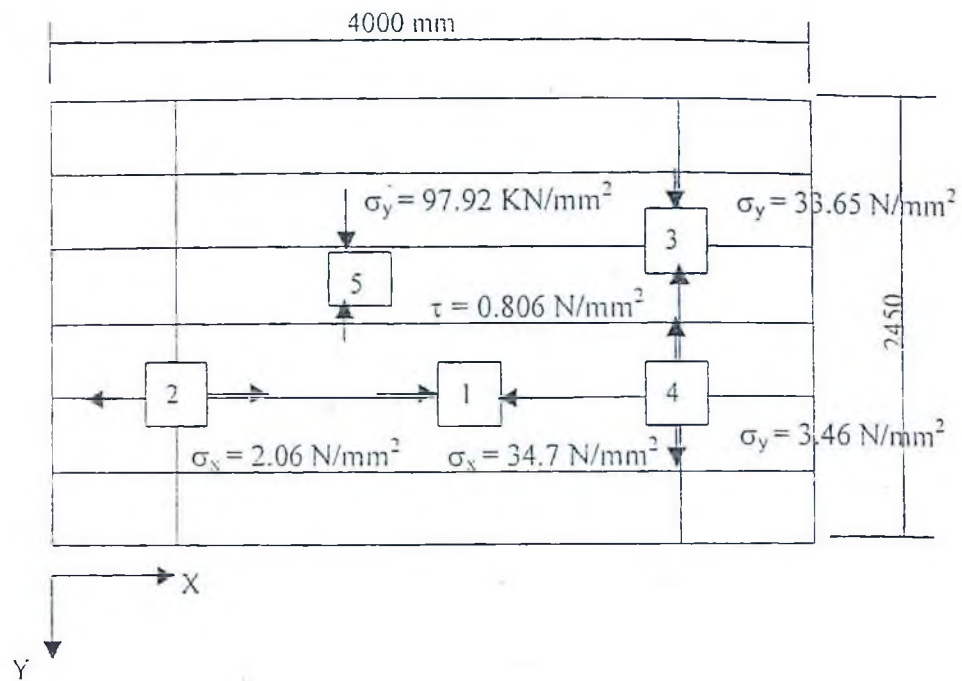 4000 mm
σy = 97.92 KN/mm²
σy = 33.65 N/mm²
3
5
τ = 0.806 N/mm²
2450
2
1
4
σx = 2.06 N/mm²
σx = 34.7 N/mm²
σy = 3.46 N/mm²
X
Y